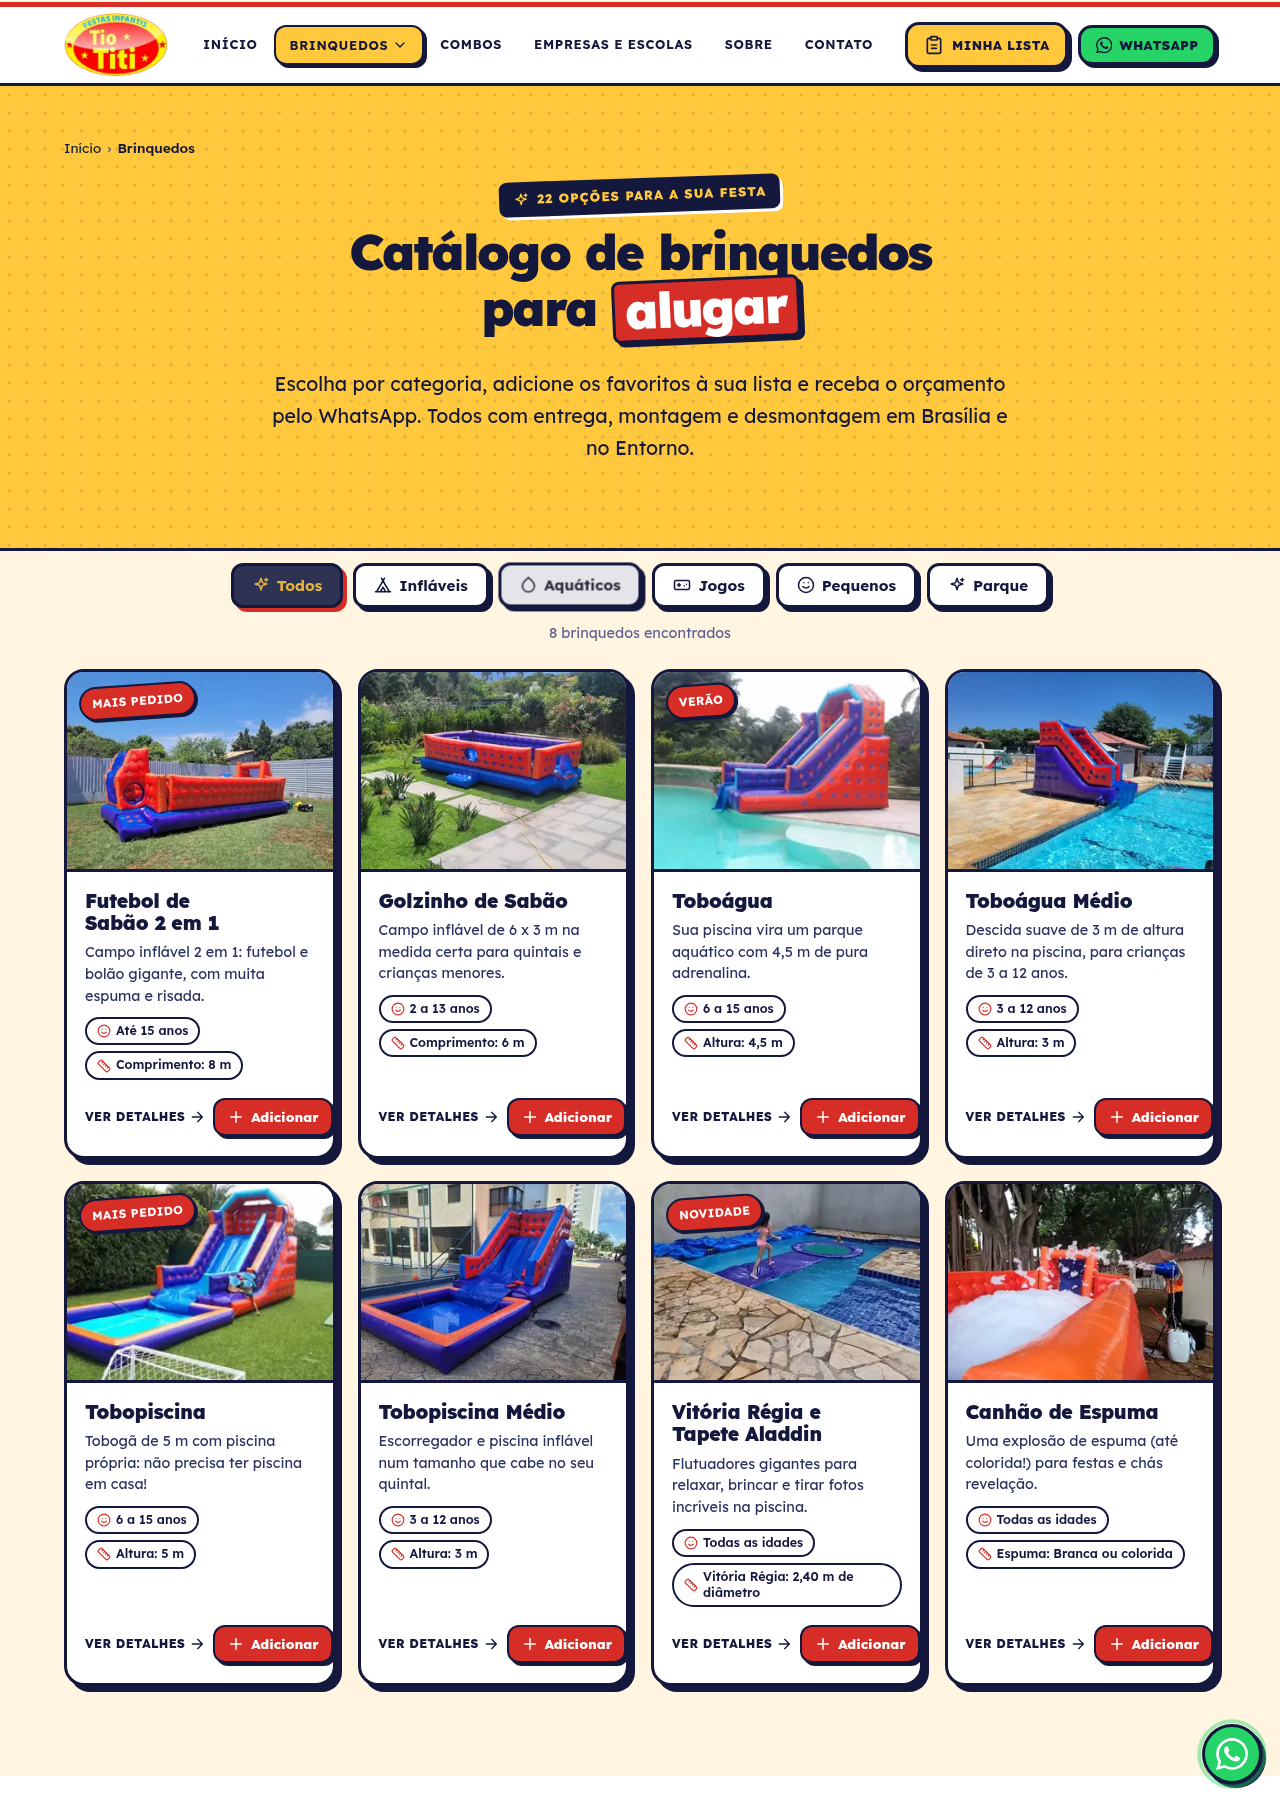 FESTAS INFANTIS
Tio
Titi
INÍCIO
BRINQUEDOS
COMBOS
EMPRESAS E ESCOLAS
SOBRE
CONTATO
MINHA LISTA
WHATSAPP
Início › Brinquedos
22 OPÇÕES PARA A SUA FESTA
Catálogo de brinquedos
para alugar
Escolha por categoria, adicione os favoritos à sua lista e receba o orçamento
pelo WhatsApp. Todos com entrega, montagem e desmontagem em Brasília e
no Entorno.
Todos
Infláveis
Aquáticos
Jogos
Pequenos
Parque
8 brinquedos encontrados
MAIS PEDIDO
Futebol de
Sabão 2 em 1
Campo inflável 2 em 1: futebol e
bolão gigante, com muita
espuma e risada.
Até 15 anos
Comprimento: 8 m
VER DETALHES
Adicionar
Golzinho de Sabão
Campo inflável de 6 x 3 m na
medida certa para quintais e
crianças menores.
2 a 13 anos
Comprimento: 6 m
VER DETALHES
Adicionar
VERÃO
Toboágua
Sua piscina vira um parque
aquático com 4,5 m de pura
adrenalina.
6 a 15 anos
Altura: 4,5 m
VER DETALHES
Adicionar
Toboágua Médio
Descida suave de 3 m de altura
direto na piscina, para crianças
de 3 a 12 anos.
3 a 12 anos
Altura: 3 m
VER DETALHES
Adicionar
MAIS PEDIDO
Tobopiscina
Tobogã de 5 m com piscina
própria: não precisa ter piscina
em casa!
6 a 15 anos
Altura: 5 m
VER DETALHES
Adicionar
Tobopiscina Médio
Escorregador e piscina inflável
num tamanho que cabe no seu
quintal.
3 a 12 anos
Altura: 3 m
VER DETALHES
Adicionar
NOVIDADE
Vitória Régia e
Tapete Aladdin
Flutuadores gigantes para
relaxar, brincar e tirar fotos
incríveis na piscina.
Todas as idades
Vitória Régia: 2,40 m de
diâmetro
VER DETALHES
Adicionar
Canhão de Espuma
Uma explosão de espuma (até
colorida!) para festas e chás
revelação.
Todas as idades
Espuma: Branca ou colorida
VER DETALHES
Adicionar